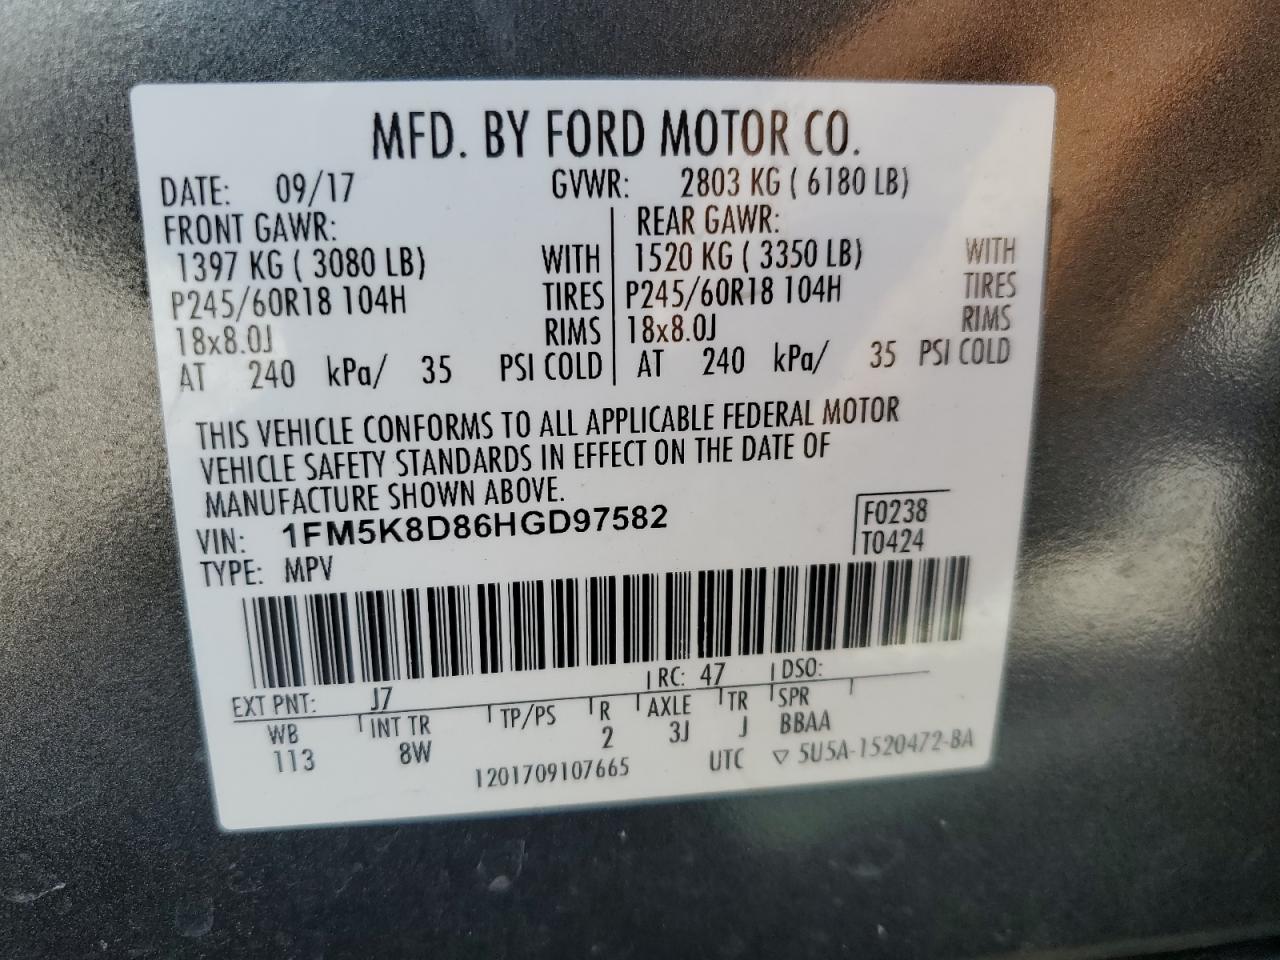 MFD. BY FORD MOTOR CO.
DATE: 09/17 GVWR: 2803 KG ( 6180 LB)
FRONT GAWR: REAR GAWR:
1397 KG ( 3080 LB) WITH 1520 KG ( 3350 LB) WITH
P245/60R18 104H TIRES P245/60R18 104H TIRES
18x8.0J RIMS 18x8.0J RIMS
AT 240 kPa/ 35 PSI COLD AT 240 kPa/ 35 PSI COLD
THIS VEHICLE CONFORMS TO ALL APPLICABLE FEDERAL MOTOR
VEHICLE SAFETY STANDARDS IN EFFECT ON THE DATE OF
MANUFACTURE SHOWN ABOVE.
VIN: 1FM5K8D86HGD97582 F0238
TYPE: MPV T0424
EXT PNT: J7 RC: 47 DSO:
WB INT TR TP/PS R AXLE TR SPR
113 8W 2 3J J BBAA
1201709107665 UTC ▽ 5U5A-1520472-BA